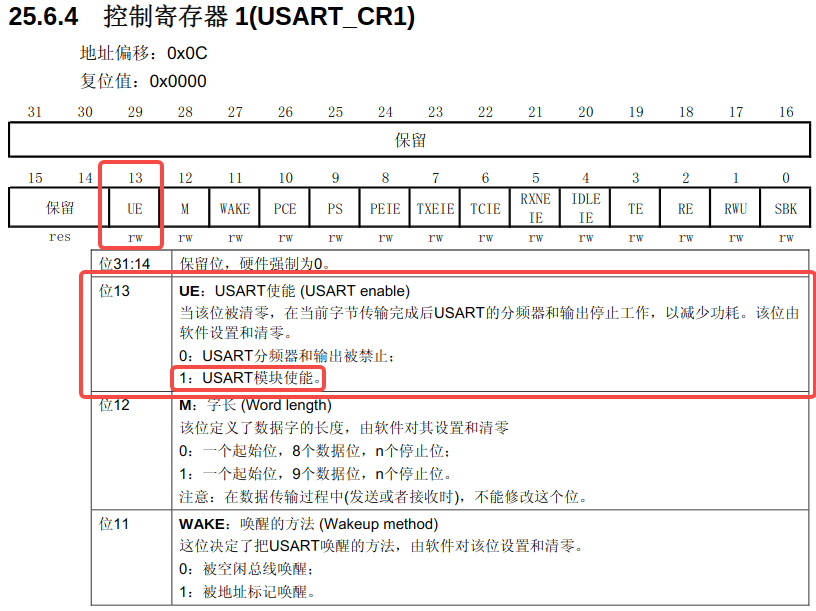 25.6.4 控制寄存器 1(USART_CR1)
地址偏移：0x0C
复位值：0x0000
31 30 29 28 27 26 25 24 23 22 21 20 19 18 17 16
保留
15 14 13 12 11 10 9 8 7 6 5 4 3 2 1 0
保留 UE M WAKE PCE PS PEIE TXEIE TCIE RXNE IE IDLE IE TE RE RWU SBK
res rw rw rw rw rw rw rw rw rw rw rw rw rw rw
位31:14 保留位，硬件强制为0。
位13 UE：USART使能 (USART enable)
当该位被清零，在当前字节传输完成后USART的分频器和输出停止工作，以减少功耗。该位由
软件设置和清零。
0：USART分频器和输出被禁止；
1：USART模块使能。
位12 M：字长 (Word length)
该位定义了数据字的长度，由软件对其设置和清零
0：一个起始位，8个数据位，n个停止位；
1：一个起始位，9个数据位，n个停止位。
注意：在数据传输过程中(发送或者接收时)，不能修改这个位。
位11 WAKE：唤醒的方法 (Wakeup method)
这位决定了把USART唤醒的方法，由软件对该位设置和清零。
0：被空闲总线唤醒；
1：被地址标记唤醒。